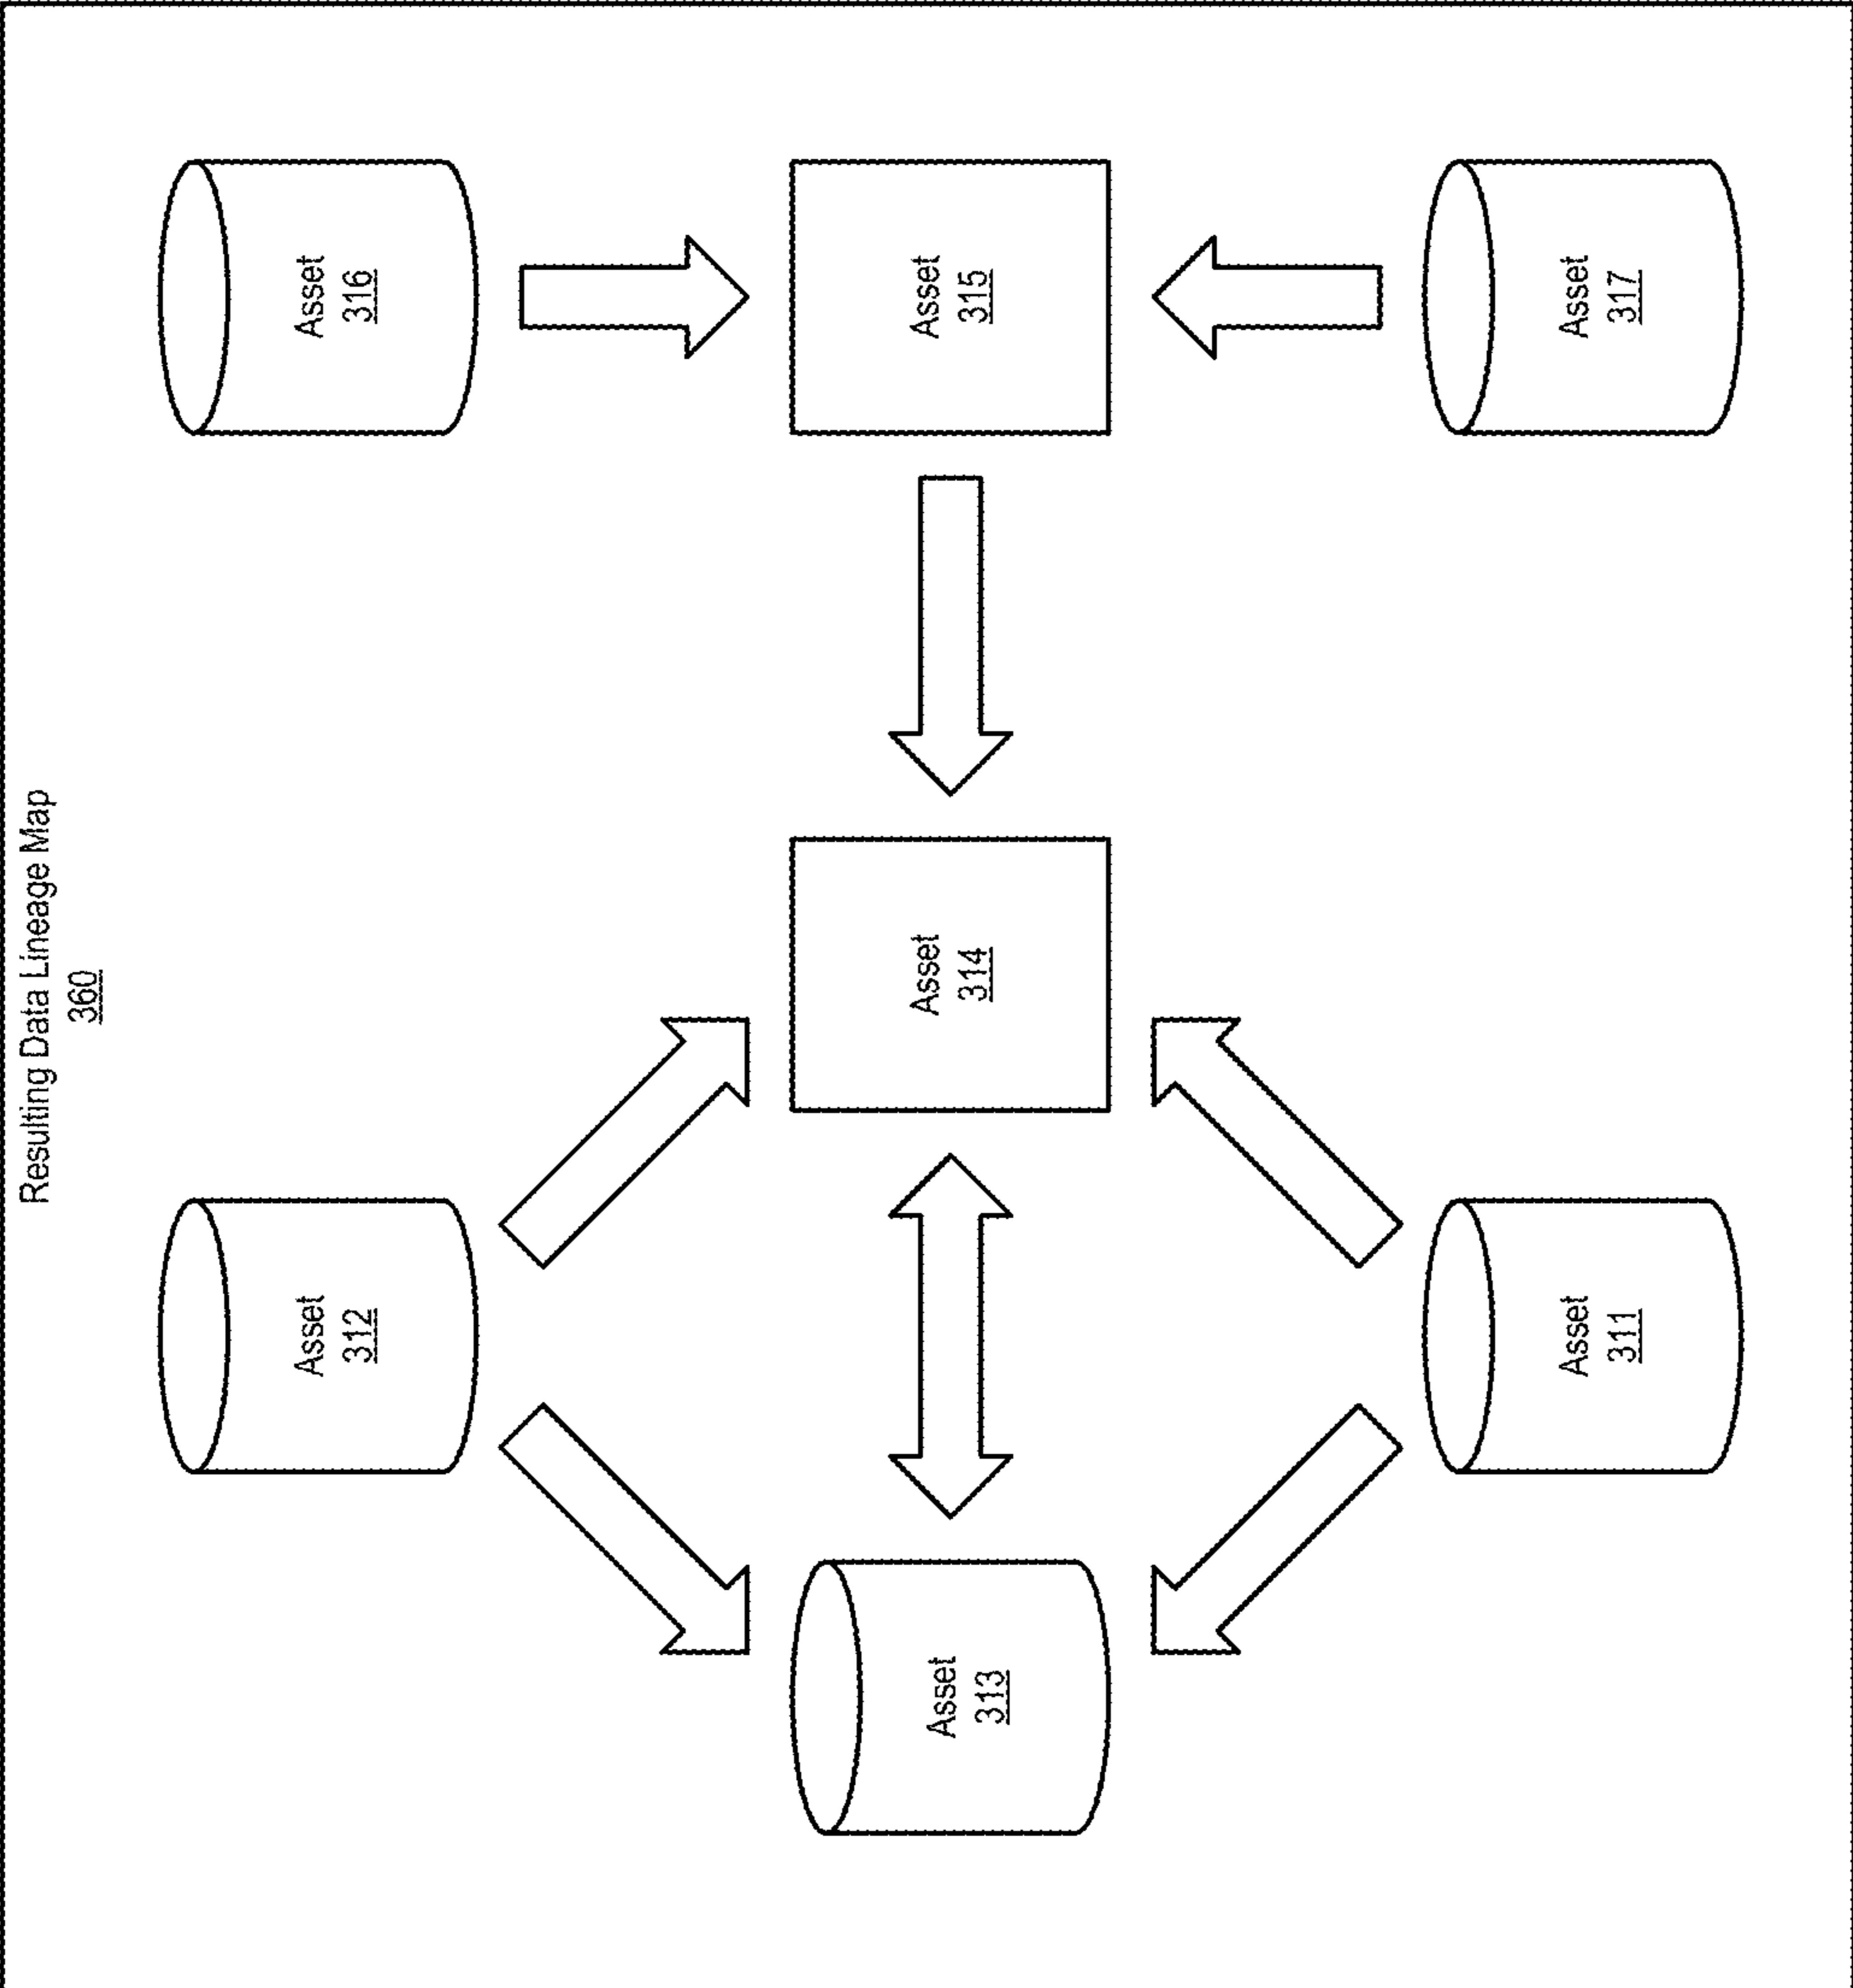 Resulting Data Lineage Map
360
Asset
312
Asset
316
Asset
313
Asset
314
Asset
315
Asset
311
Asset
317